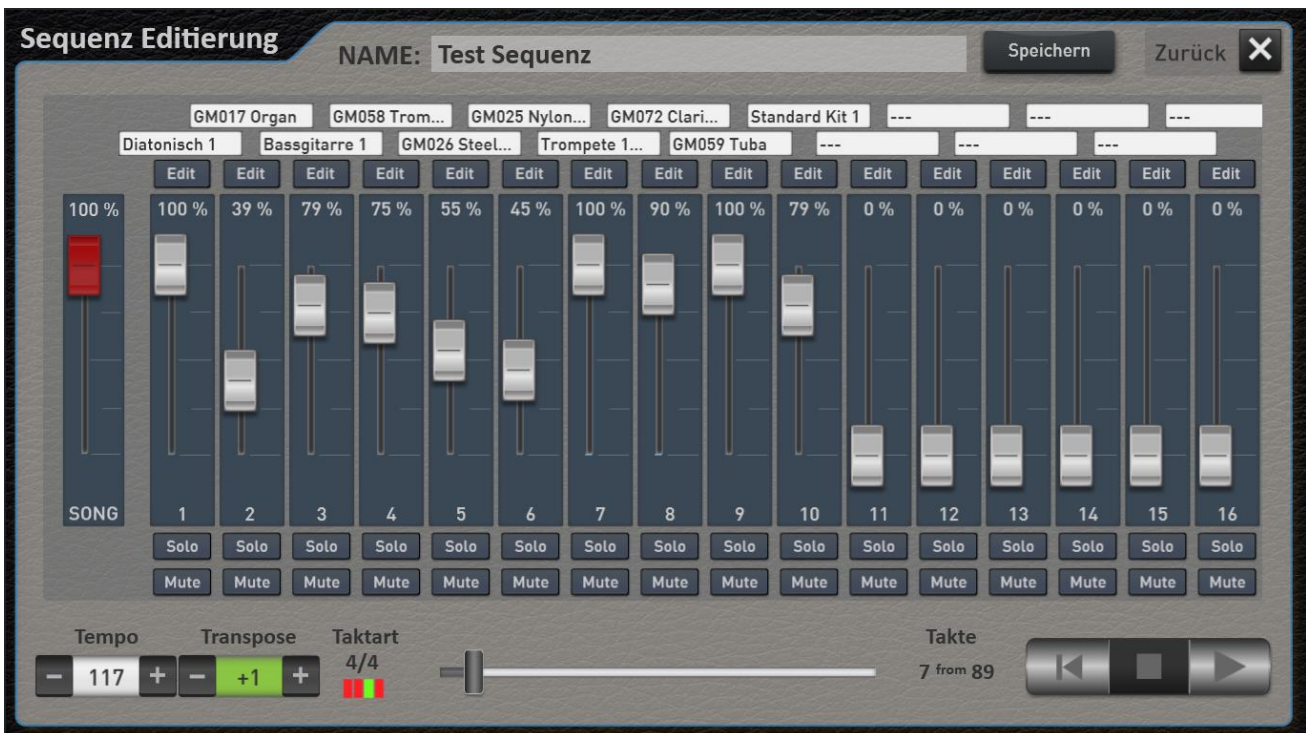 Sequenz Editierung
NAME: Test Sequenz Speichern Zurück
GM017 Organ GM058 Trom... GM025 Nylon... GM072 Clari... Standard Kit 1 --- --- ---
Diatonisch 1 Bassgitarre 1 GM026 Steel... Trompete 1... GM059 Tuba --- --- ---
Edit Edit Edit Edit Edit Edit Edit Edit Edit Edit Edit Edit Edit Edit Edit Edit
100 % 100 % 39 % 79 % 75 % 55 % 45 % 100 % 90 % 100 % 79 % 0 % 0 % 0 % 0 % 0 % 0 %
SONG 1 2 3 4 5 6 7 8 9 10 11 12 13 14 15 16
Solo Solo Solo Solo Solo Solo Solo Solo Solo Solo Solo Solo Solo Solo Solo Solo
Mute Mute Mute Mute Mute Mute Mute Mute Mute Mute Mute Mute Mute Mute Mute Mute
Tempo Transpose Taktart Takte
− 117 + − +1 + 4/4 7 from 89